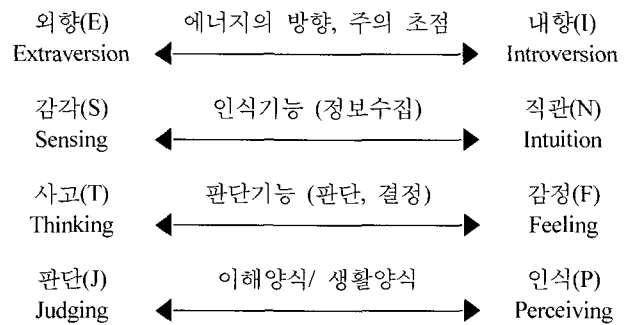 외향(E) 에너지의 방향, 주의 초점 내향(I)
Extraversion Introversion
감각(S) 인식기능 (정보수집) 직관(N)
Sensing Intuition
사고(T) 판단기능 (판단, 결정) 감정(F)
Thinking Feeling
판단(J) 이해양식/ 생활양식 인식(P)
Judging Perceiving